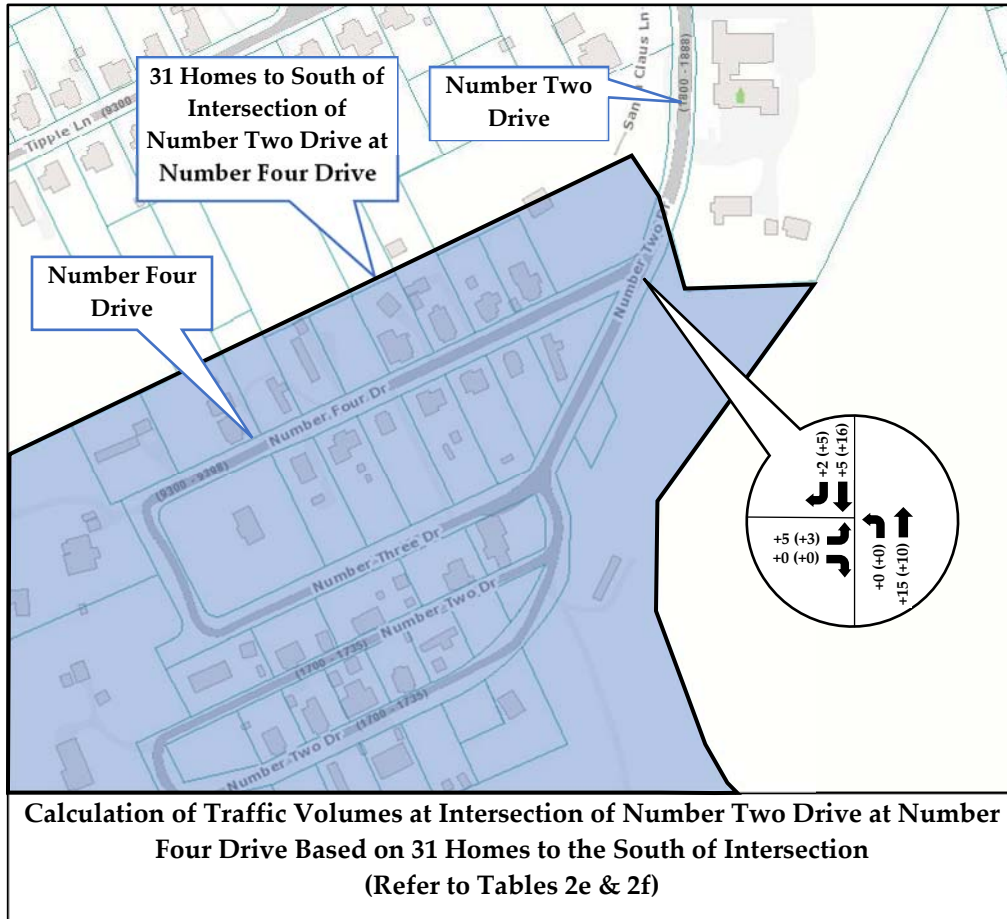 31 Homes to South of
Intersection of
Number Two Drive at
Number Four Drive
Number Two
Drive
Number Four
Drive
Tipple Ln
(9300
Claus Ln
(1800 - 1888)
Number Two Dr
Number Four Dr
(9300 - 9398)
Number Three Dr
Number Two Dr
(1700 - 1735)
(1700 - 1735)
Number Two Dr
+2 (+5)
+5 (+16)
+5 (+3)
+0 (+0)
+0 (+0)
+15 (+10)
Calculation of Traffic Volumes at Intersection of Number Two Drive at Number
Four Drive Based on 31 Homes to the South of Intersection
(Refer to Tables 2e & 2f)